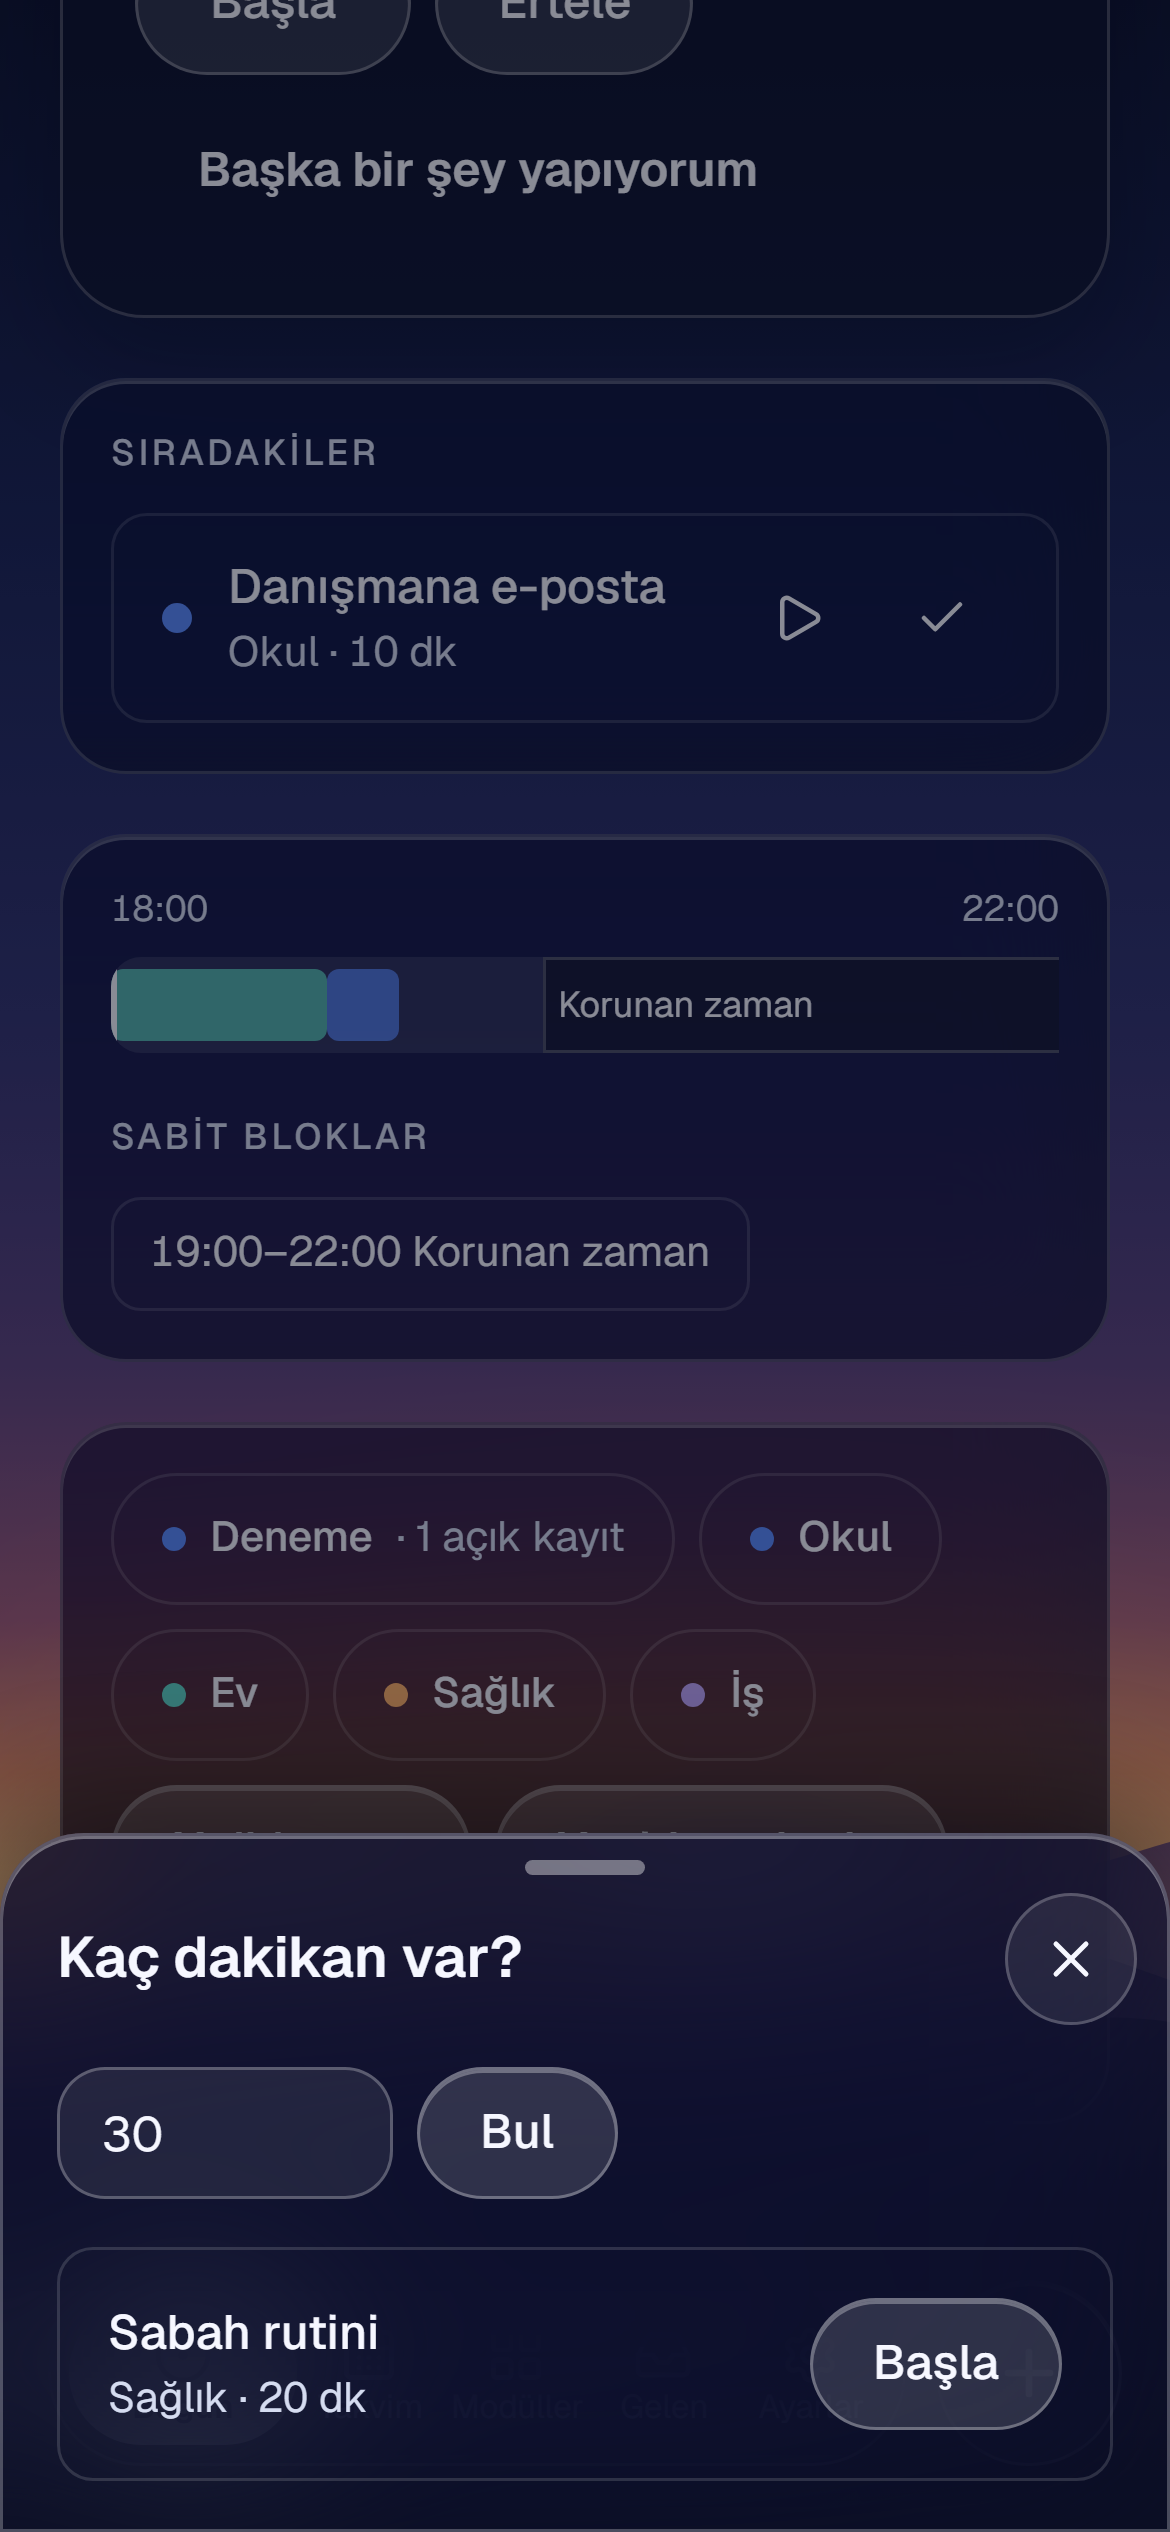 Başla
Ertele
Başka bir şey yapıyorum
SIRADAKİLER
Danışmana e-posta
Okul · 10 dk
18:00
22:00
Korunan zaman
SABİT BLOKLAR
19:00–22:00 Korunan zaman
Deneme · 1 açık kayıt
Okul
Ev
Sağlık
İş
Kaç dakikan var?
30
Bul
Sabah rutini
Sağlık · 20 dk
Başla
Modüller
Gelen